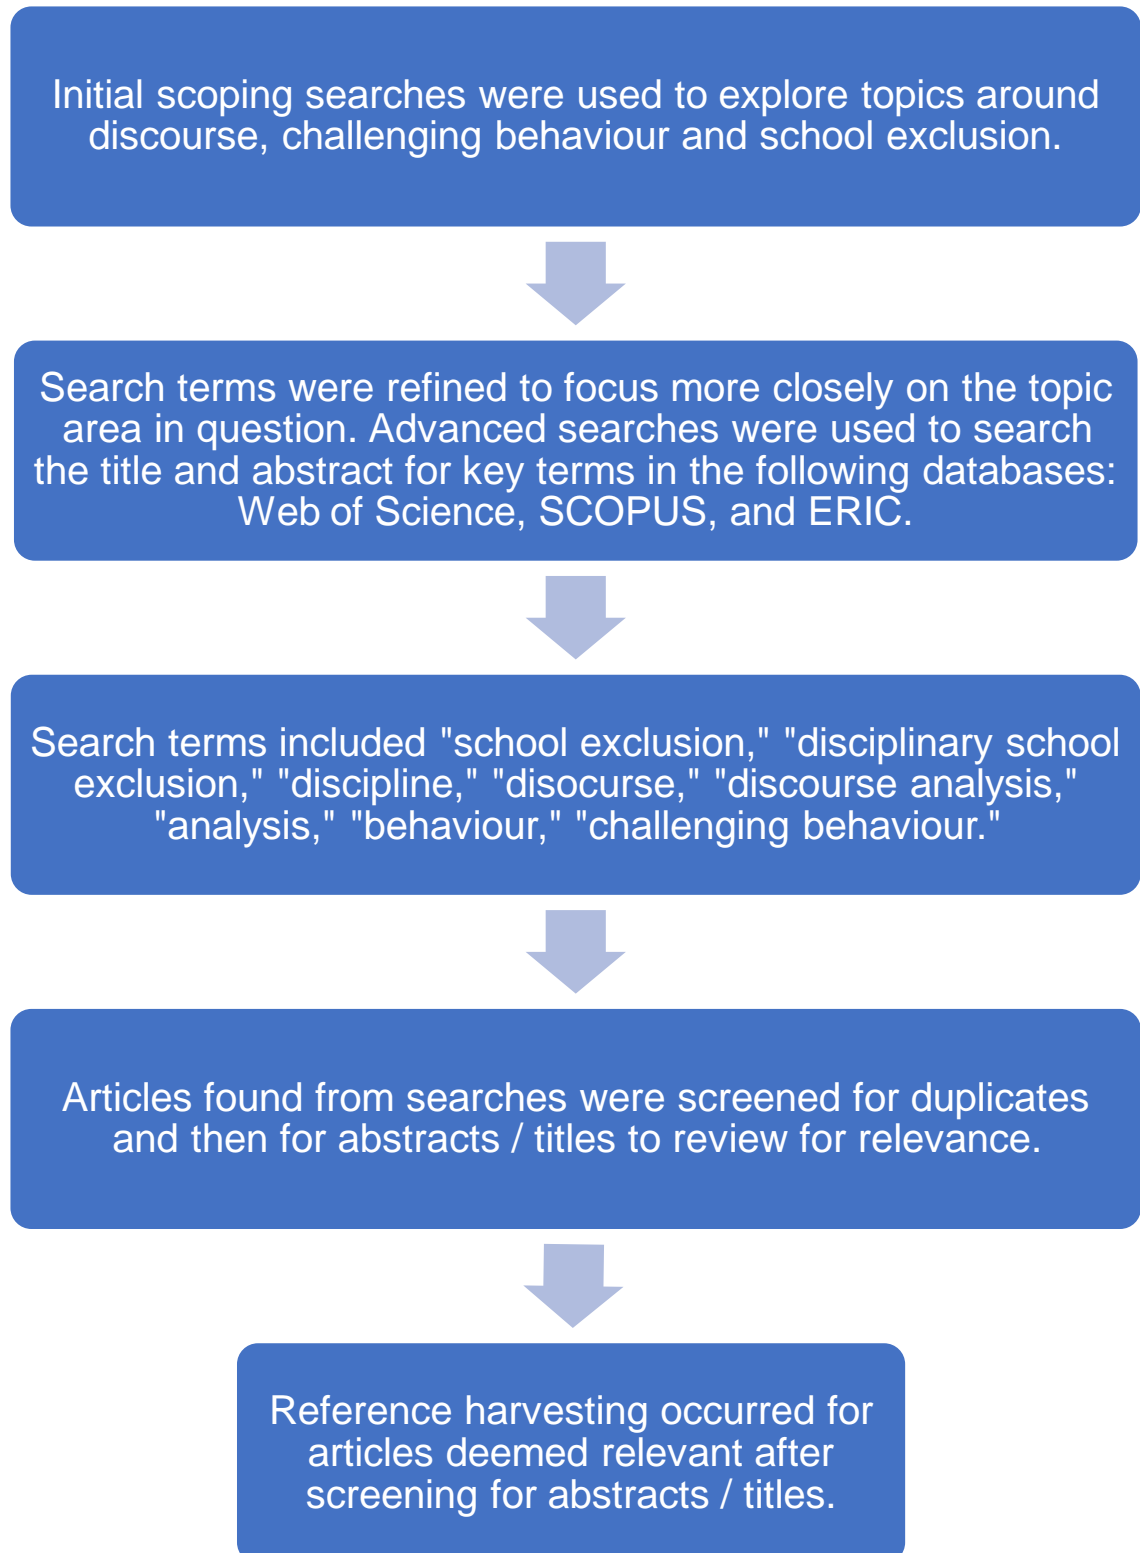 Initial scoping searches were used to explore topics around
discourse, challenging behaviour and school exclusion.
Search terms were refined to focus more closely on the topic
area in question. Advanced searches were used to search
the title and abstract for key terms in the following databases:
Web of Science, SCOPUS, and ERIC.
Search terms included "school exclusion," "disciplinary school
exclusion," "discipline," "disocurse," "discourse analysis,"
"analysis," "behaviour," "challenging behaviour."
Articles found from searches were screened for duplicates
and then for abstracts / titles to review for relevance.
Reference harvesting occurred for
articles deemed relevant after
screening for abstracts / titles.